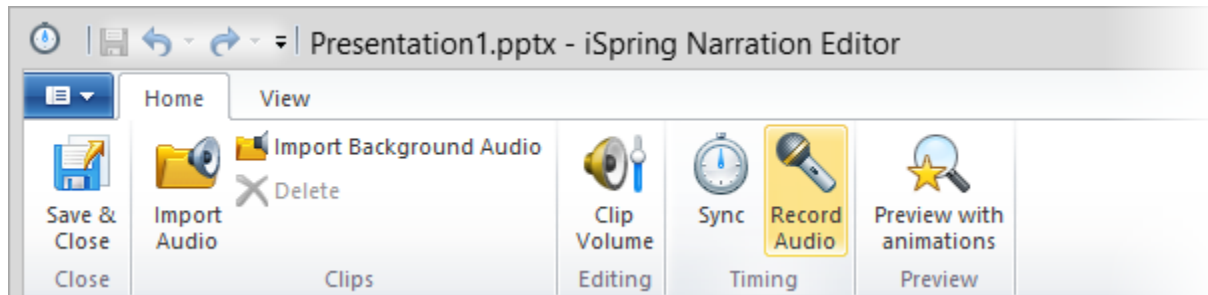 Presentation1.pptx - iSpring Narration Editor
Home View
Save &
Close
Import
Audio
Import Background Audio
Delete
Clip
Volume
Sync
Record
Audio
Preview with
animations
Close Clips Editing Timing Preview